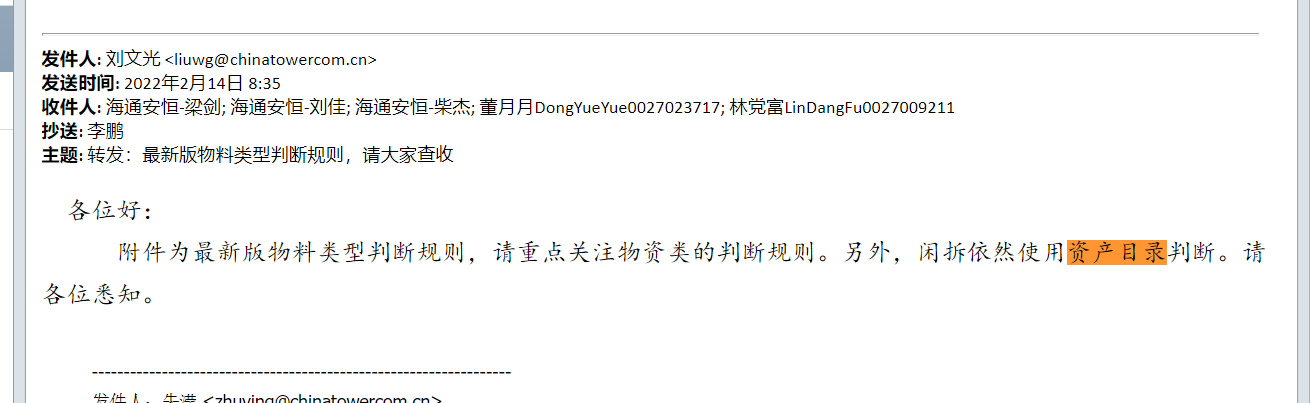 发件人: 刘文光 <liuwg@chinatowercom.cn>
发送时间: 2022年2月14日 8:35
收件人: 海通安恒-梁剑; 海通安恒-刘佳; 海通安恒-柴杰; 董月月DongYueYue0027023717; 林党富LinDangFu0027009211
抄送: 李鹏
主题: 转发：最新版物料类型判断规则，请大家查收
各位好：
附件为最新版物料类型判断规则，请重点关注物资类的判断规则。另外，闲拆依然使用资产目录判断。请
各位悉知。
------------------------------------------------------------------
发件人：朱滢 <zhuying@chinatowercom.cn>